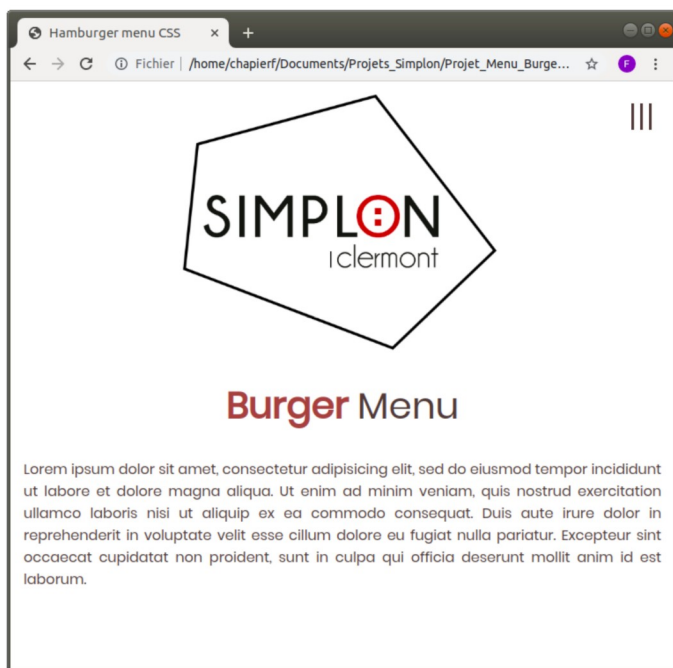 Hamburger menu CSS
Fichier | /home/chapierf/Documents/Projets_Simplon/Projet_Menu_Burge...
F
SIMPLON
clermont
Burger Menu
Lorem ipsum dolor sit amet, consectetur adipisicing elit, sed do eiusmod tempor incididunt
ut labore et dolore magna aliqua. Ut enim ad minim veniam, quis nostrud exercitation
ullamco laboris nisi ut aliquip ex ea commodo consequat. Duis aute irure dolor in
reprehenderit in voluptate velit esse cillum dolore eu fugiat nulla pariatur. Excepteur sint
occaecat cupidatat non proident, sunt in culpa qui officia deserunt mollit anim id est
laborum.